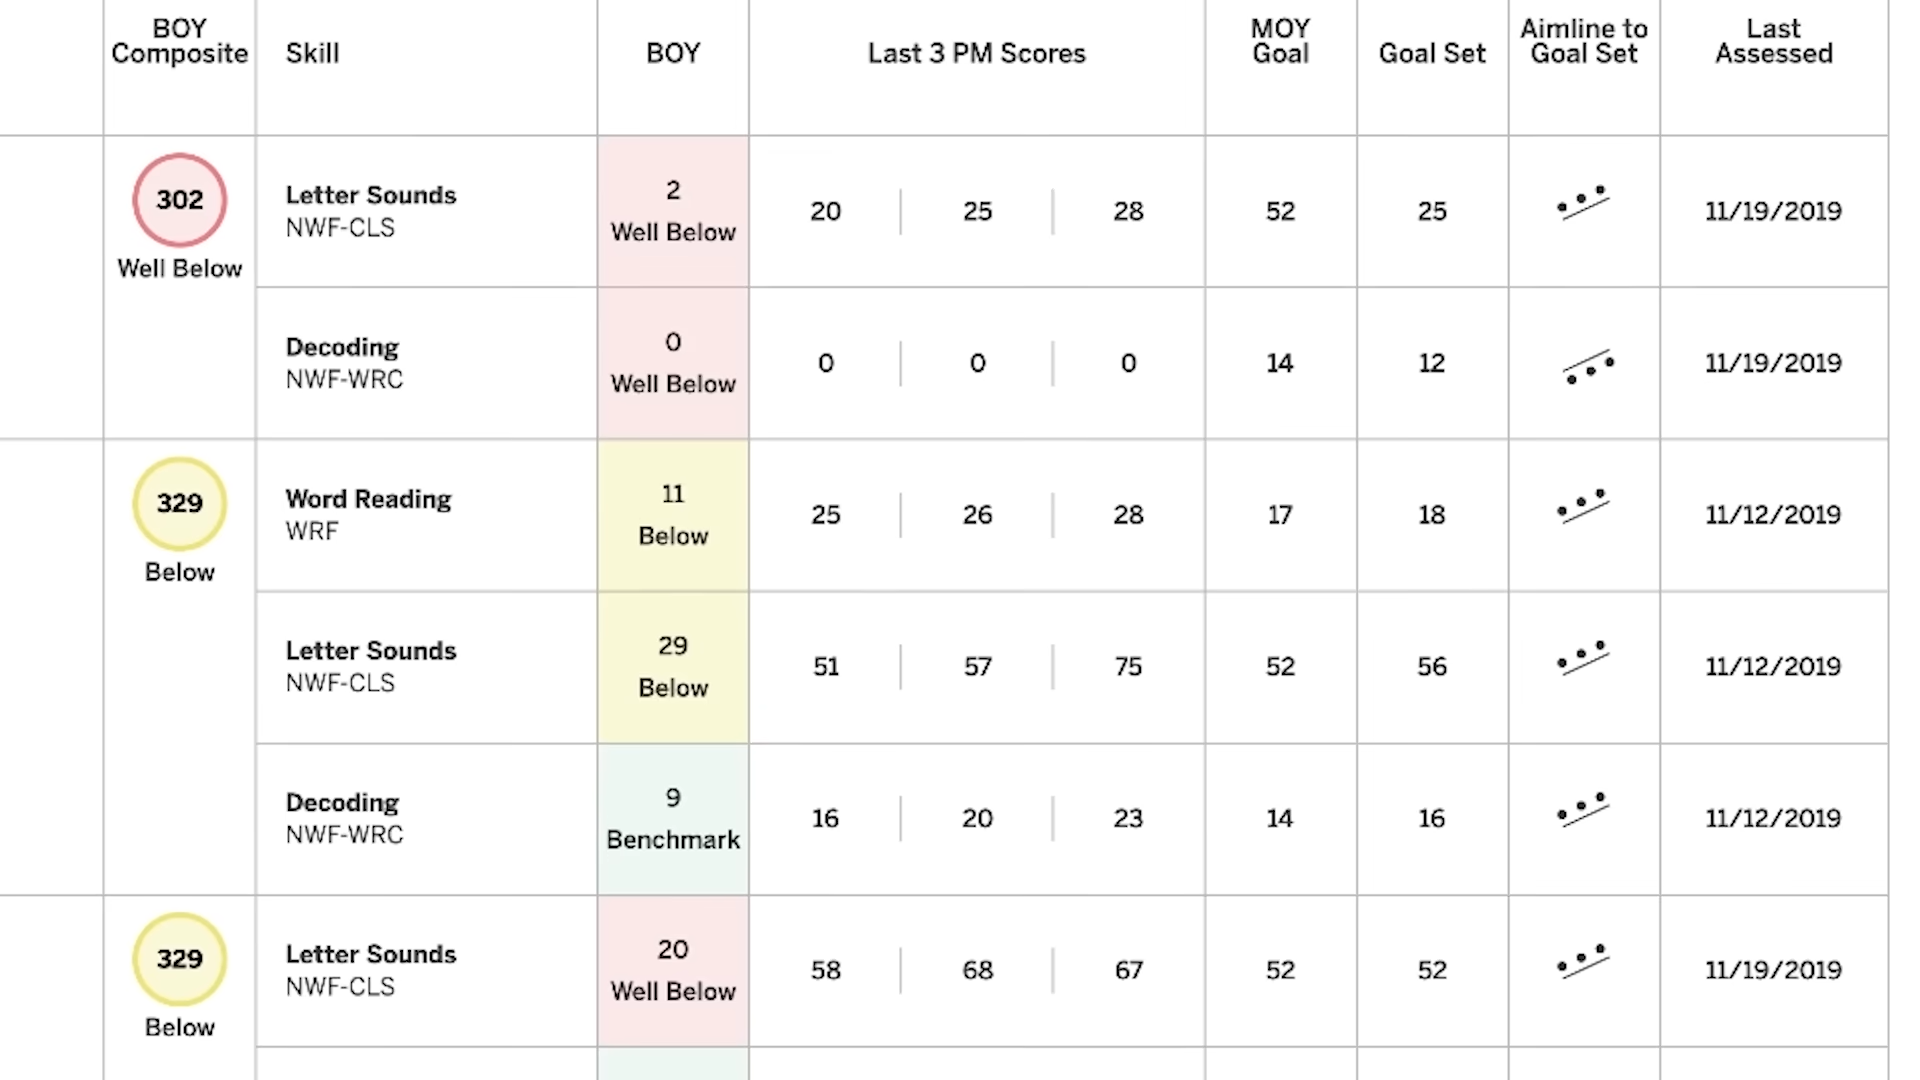 BOY
Composite
Skill
BOY
Last 3 PM Scores
MOY
Goal
Goal Set
Aimline to
Goal Set
Last
Assessed
302
Well Below
Letter Sounds
NWF-CLS
2
Well Below
20 25 28
52
25
11/19/2019
Decoding
NWF-WRC
0
Well Below
0 0 0
14
12
11/19/2019
329
Below
Word Reading
WRF
11
Below
25 26 28
17
18
11/12/2019
Letter Sounds
NWF-CLS
29
Below
51 57 75
52
56
11/12/2019
Decoding
NWF-WRC
9
Benchmark
16 20 23
14
16
11/12/2019
329
Below
Letter Sounds
NWF-CLS
20
Well Below
58 68 67
52
52
11/19/2019